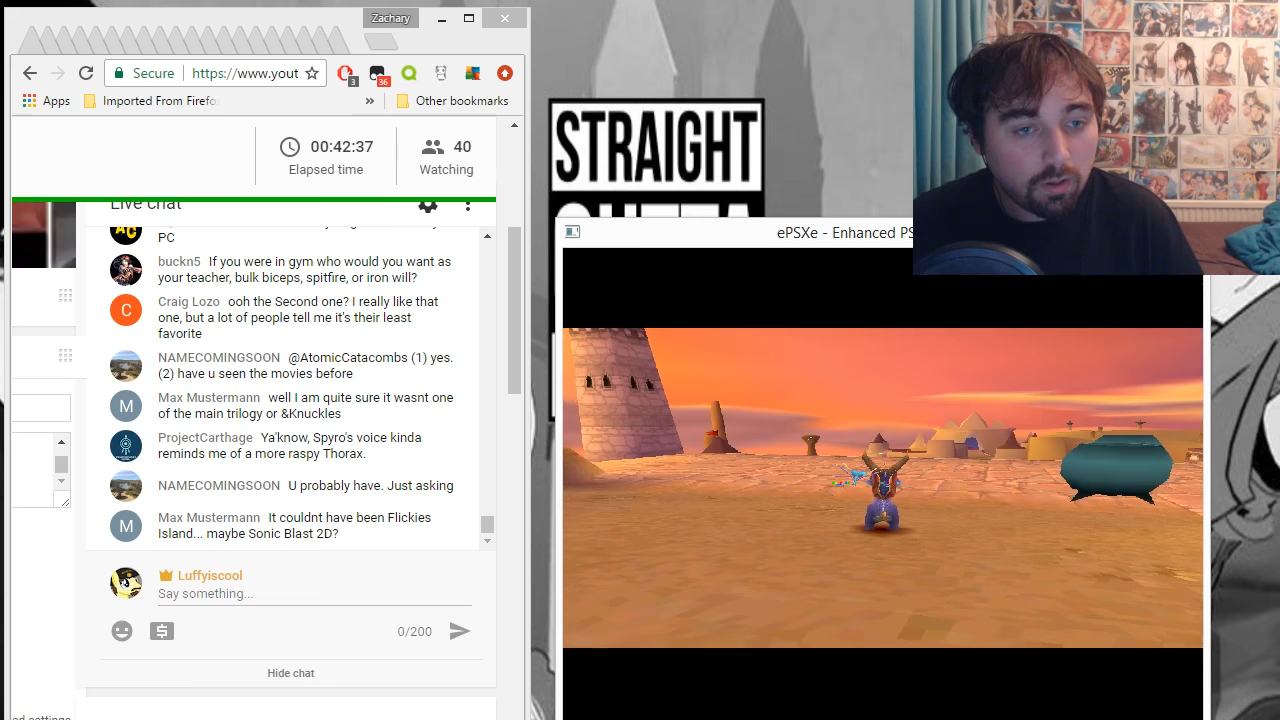 Zachary
Secure
https://www.yout
3
36
Apps
Imported From Firefo
»
Other bookmarks
00:42:37
Elapsed time
40
Watching
Live chat
PC
buckn5 If you were in gym who would you want as
your teacher, bulk biceps, spitfire, or iron will?
C
Craig Lozo ooh the Second one? I really like that
one, but a lot of people tell me it's their least
favorite
NAMECOMINGSOON @AtomicCatacombs (1) yes.
(2) have u seen the movies before
M
Max Mustermann well I am quite sure it wasnt one
of the main trilogy or &Knuckles
ProjectCarthage Ya'know, Spyro's voice kinda
reminds me of a more raspy Thorax.
NAMECOMINGSOON U probably have. Just asking
M
Max Mustermann It couldnt have been Flickies
Island... maybe Sonic Blast 2D?
Luffyiscool
Say something...
0/200
Hide chat
STRAIGHT
ePSXe - Enhanced PS